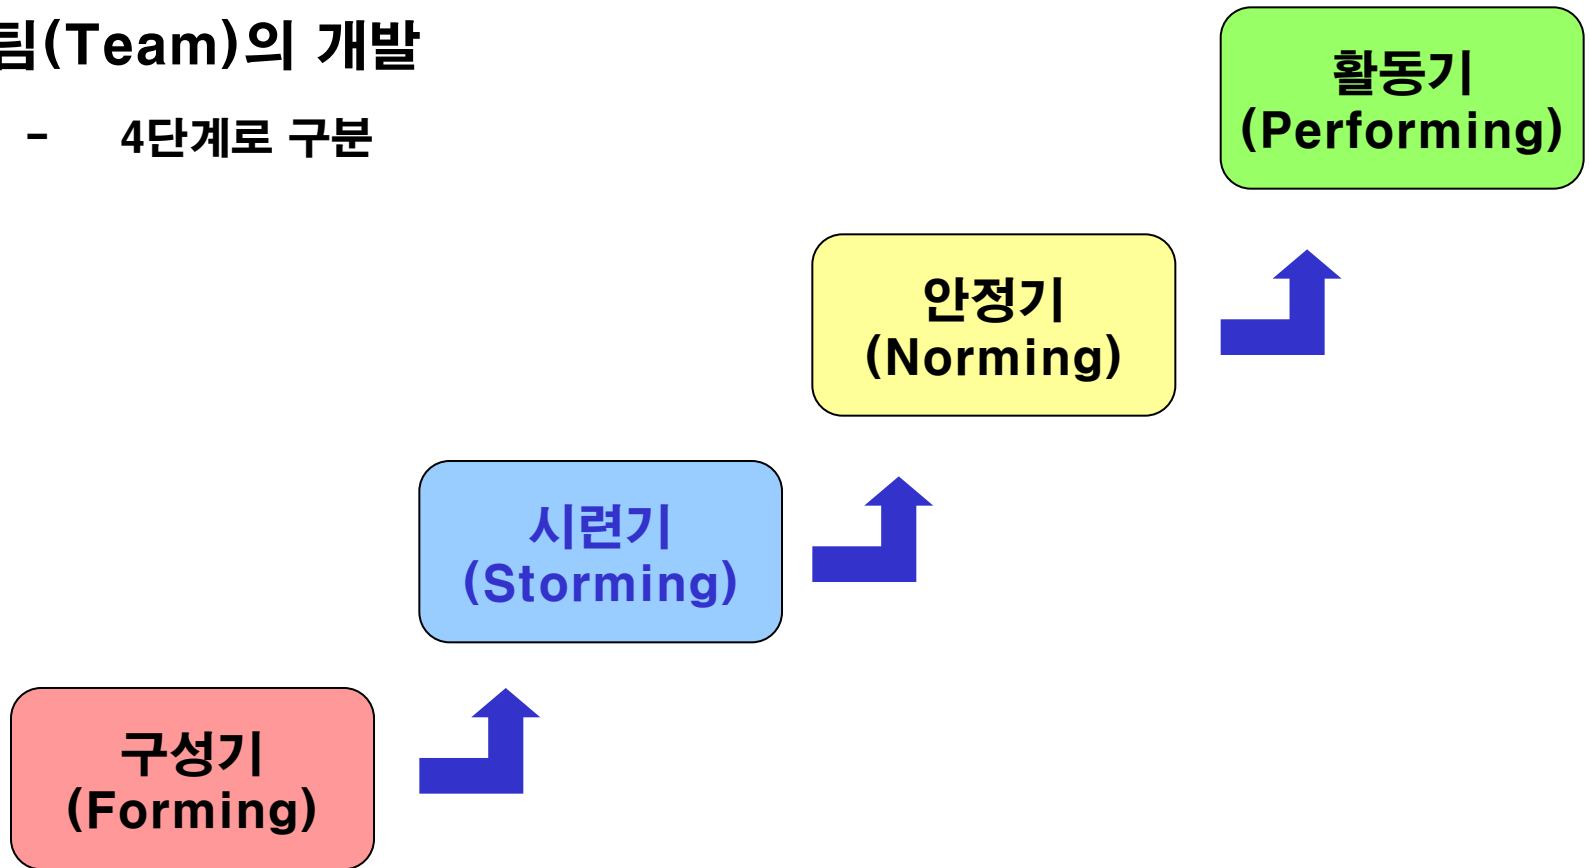 팀(Team)의 개발
- 4단계로 구분
활동기
(Performing)
안정기
(Norming)
시련기
(Storming)
구성기
(Forming)